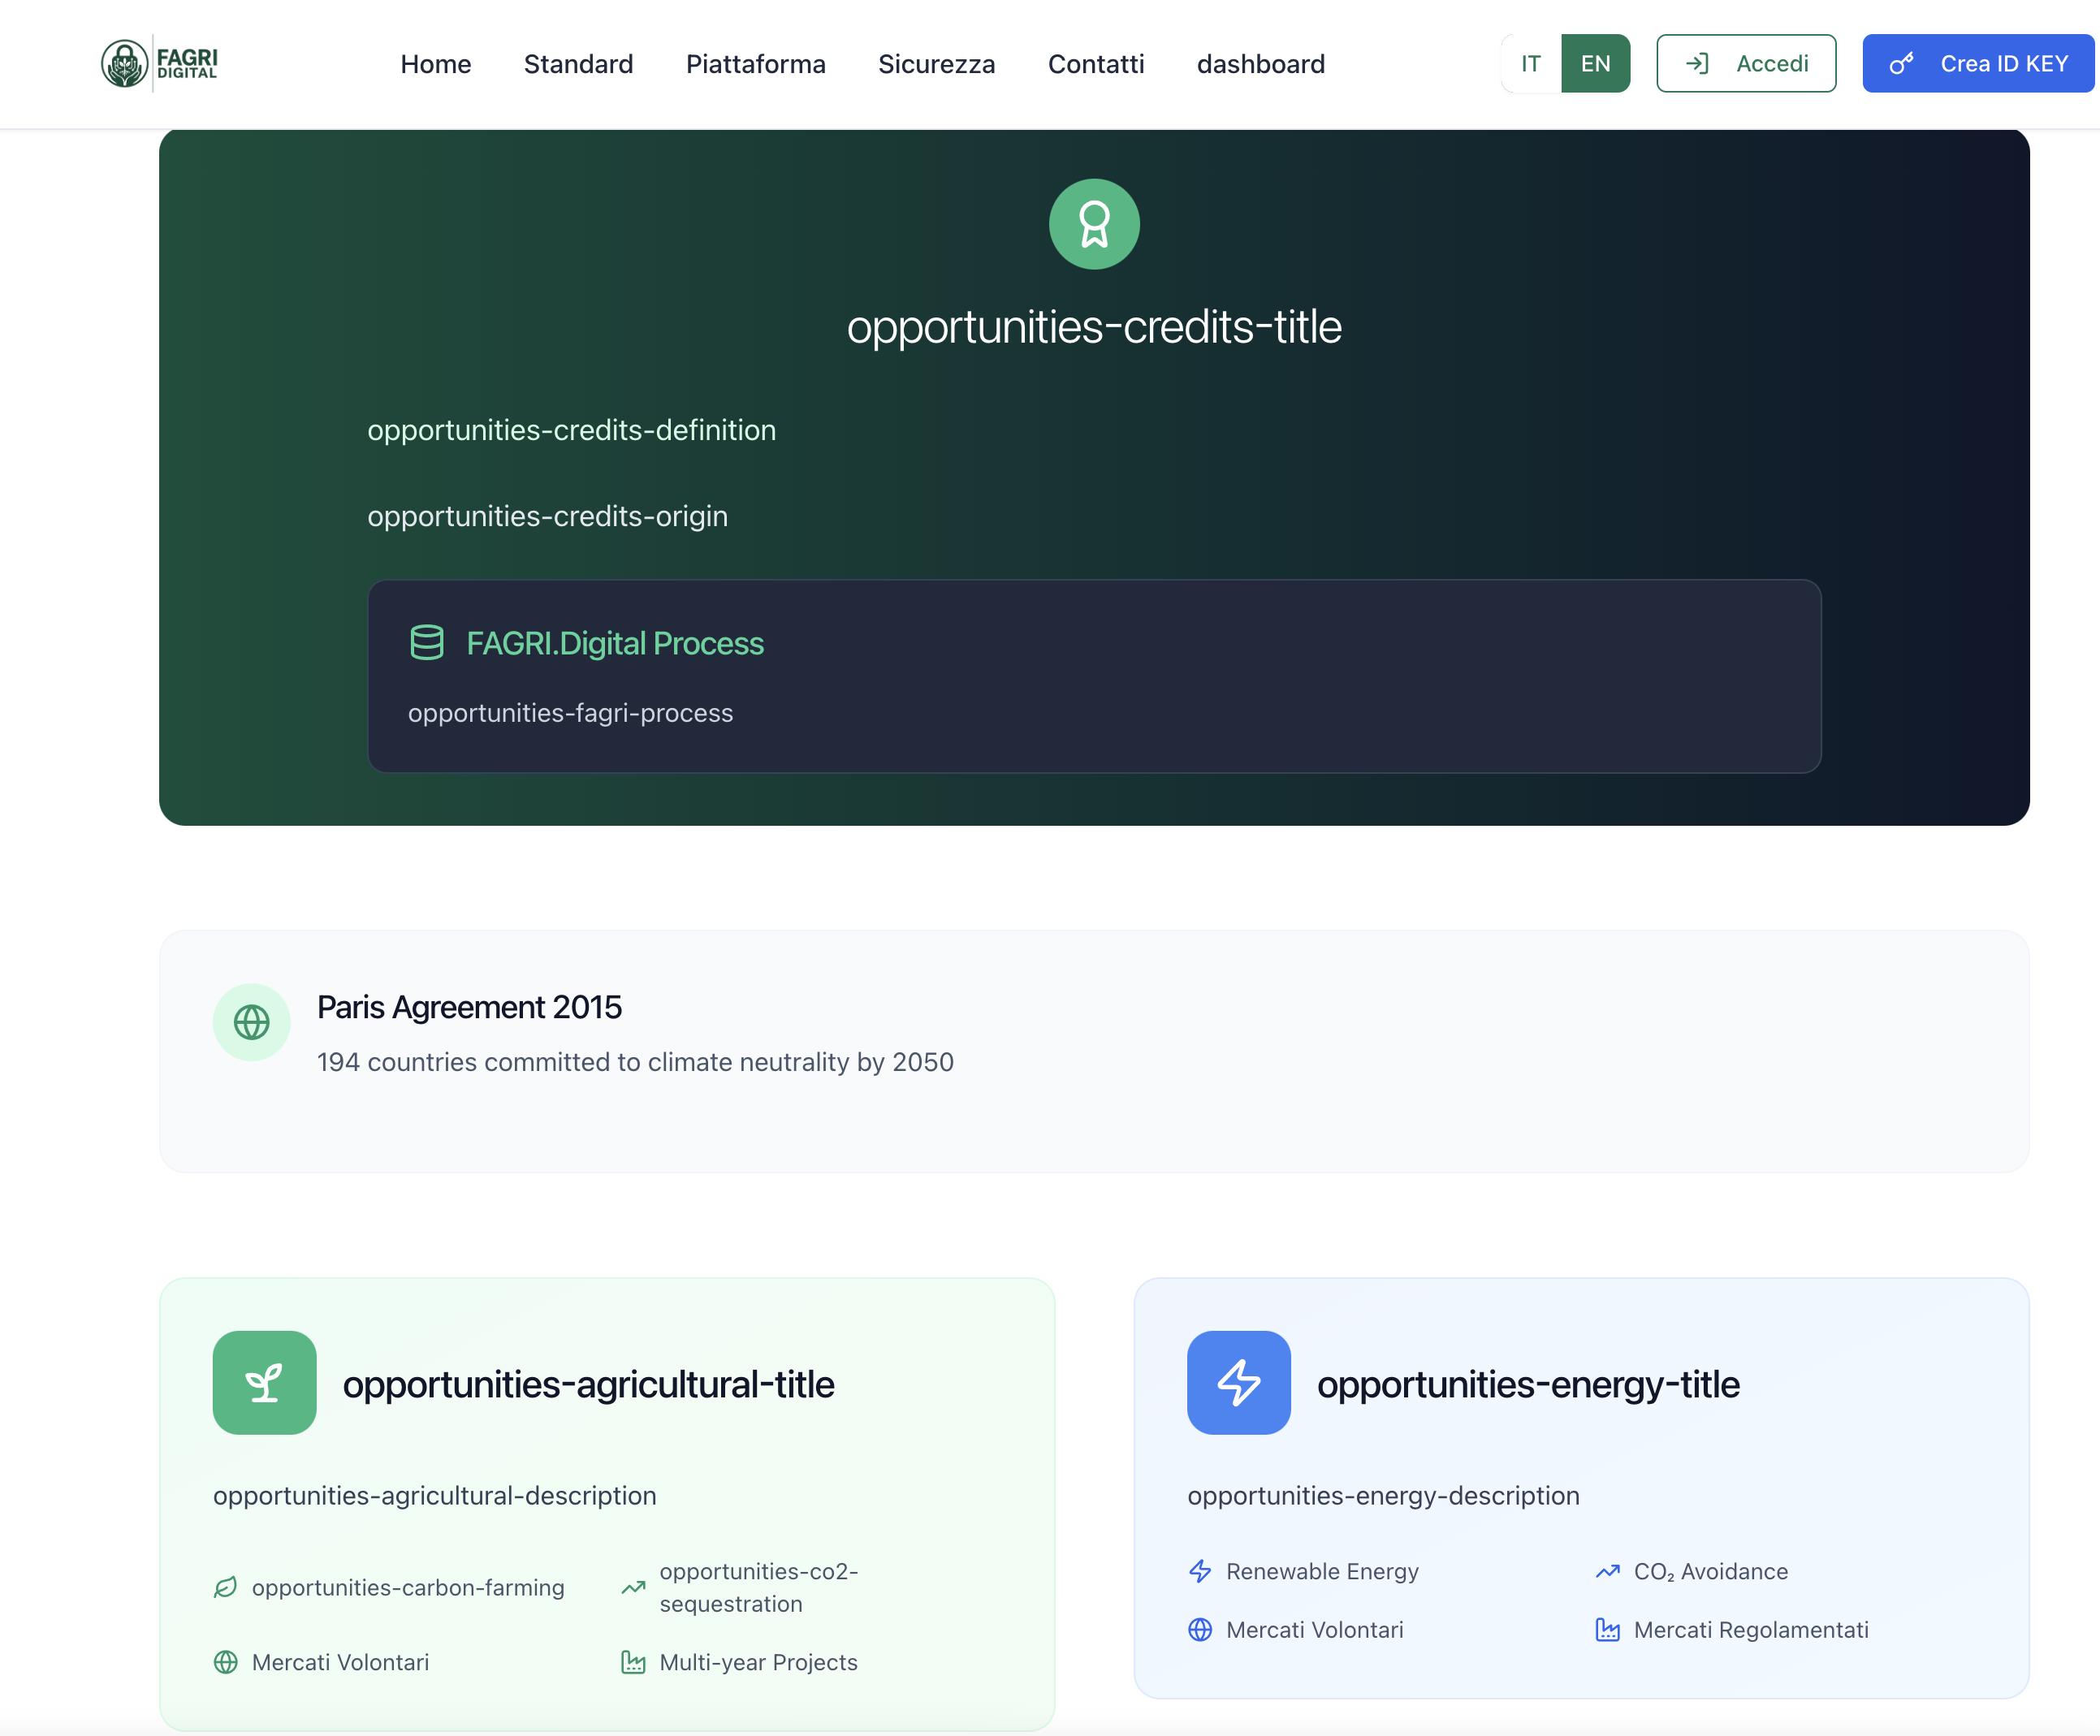 FAGRI
DIGITAL
Home
Standard
Piattaforma
Sicurezza
Contatti
dashboard
IT
EN
Accedi
Crea ID KEY
opportunities-credits-title
opportunities-credits-definition
opportunities-credits-origin
FAGRI.Digital Process
opportunities-fagri-process
Paris Agreement 2015
194 countries committed to climate neutrality by 2050
opportunities-agricultural-title
opportunities-agricultural-description
opportunities-carbon-farming
opportunities-co2-
sequestration
Mercati Volontari
Multi-year Projects
opportunities-energy-title
opportunities-energy-description
Renewable Energy
CO₂ Avoidance
Mercati Volontari
Mercati Regolamentati